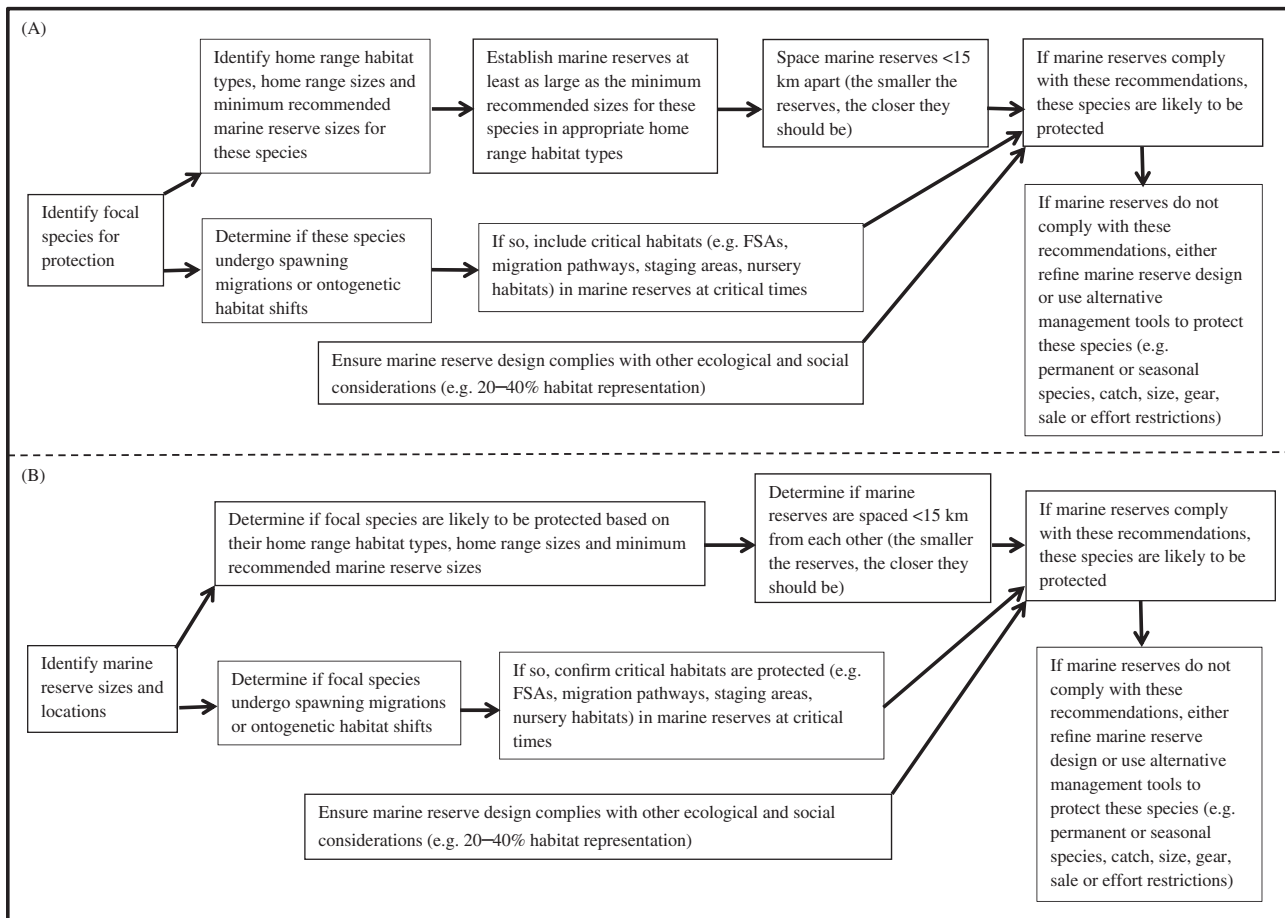 (A)
Identify home range habitat
types, home range sizes and
minimum recommended
marine reserve sizes for
these species
Establish marine reserves at
least as large as the minimum
recommended sizes for these
species in appropriate home
range habitat types
Space marine reserves <15
km apart (the smaller the
reserves, the closer they
should be)
If marine reserves comply
with these recommendations,
these species are likely to be
protected
Identify focal
species for
protection
Determine if these species
undergo spawning
migrations or ontogenetic
habitat shifts
If so, include critical habitats (e.g. FSAs,
migration pathways, staging areas, nursery
habitats) in marine reserves at critical times
Ensure marine reserve design complies with other ecological and social
considerations (e.g. 20–40% habitat representation)
If marine reserves do not
comply with these
recommendations, either
refine marine reserve design
or use alternative
management tools to protect
these species (e.g.
permanent or seasonal
species, catch, size, gear,
sale or effort restrictions)
(B)
Determine if focal species are likely to be protected based on
their home range habitat types, home range sizes and minimum
recommended marine reserve sizes
Determine if marine
reserves are spaced <15 km
from each other (the smaller
the reserves, the closer they
should be)
If marine reserves comply
with these recommendations,
these species are likely to be
protected
Identify marine
reserve sizes and
locations
Determine if focal species
undergo spawning migrations
or ontogenetic habitat shifts
If so, confirm critical habitats are protected (e.g.
FSAs, migration pathways, staging areas,
nursery habitats) in marine reserves at critical
times
Ensure marine reserve design complies with other ecological and social
considerations (e.g. 20–40% habitat representation)
If marine reserves do not
comply with these
recommendations, either
refine marine reserve
design or use alternative
management tools to
protect these species (e.g.
permanent or seasonal
species, catch, size, gear,
sale or effort restrictions)